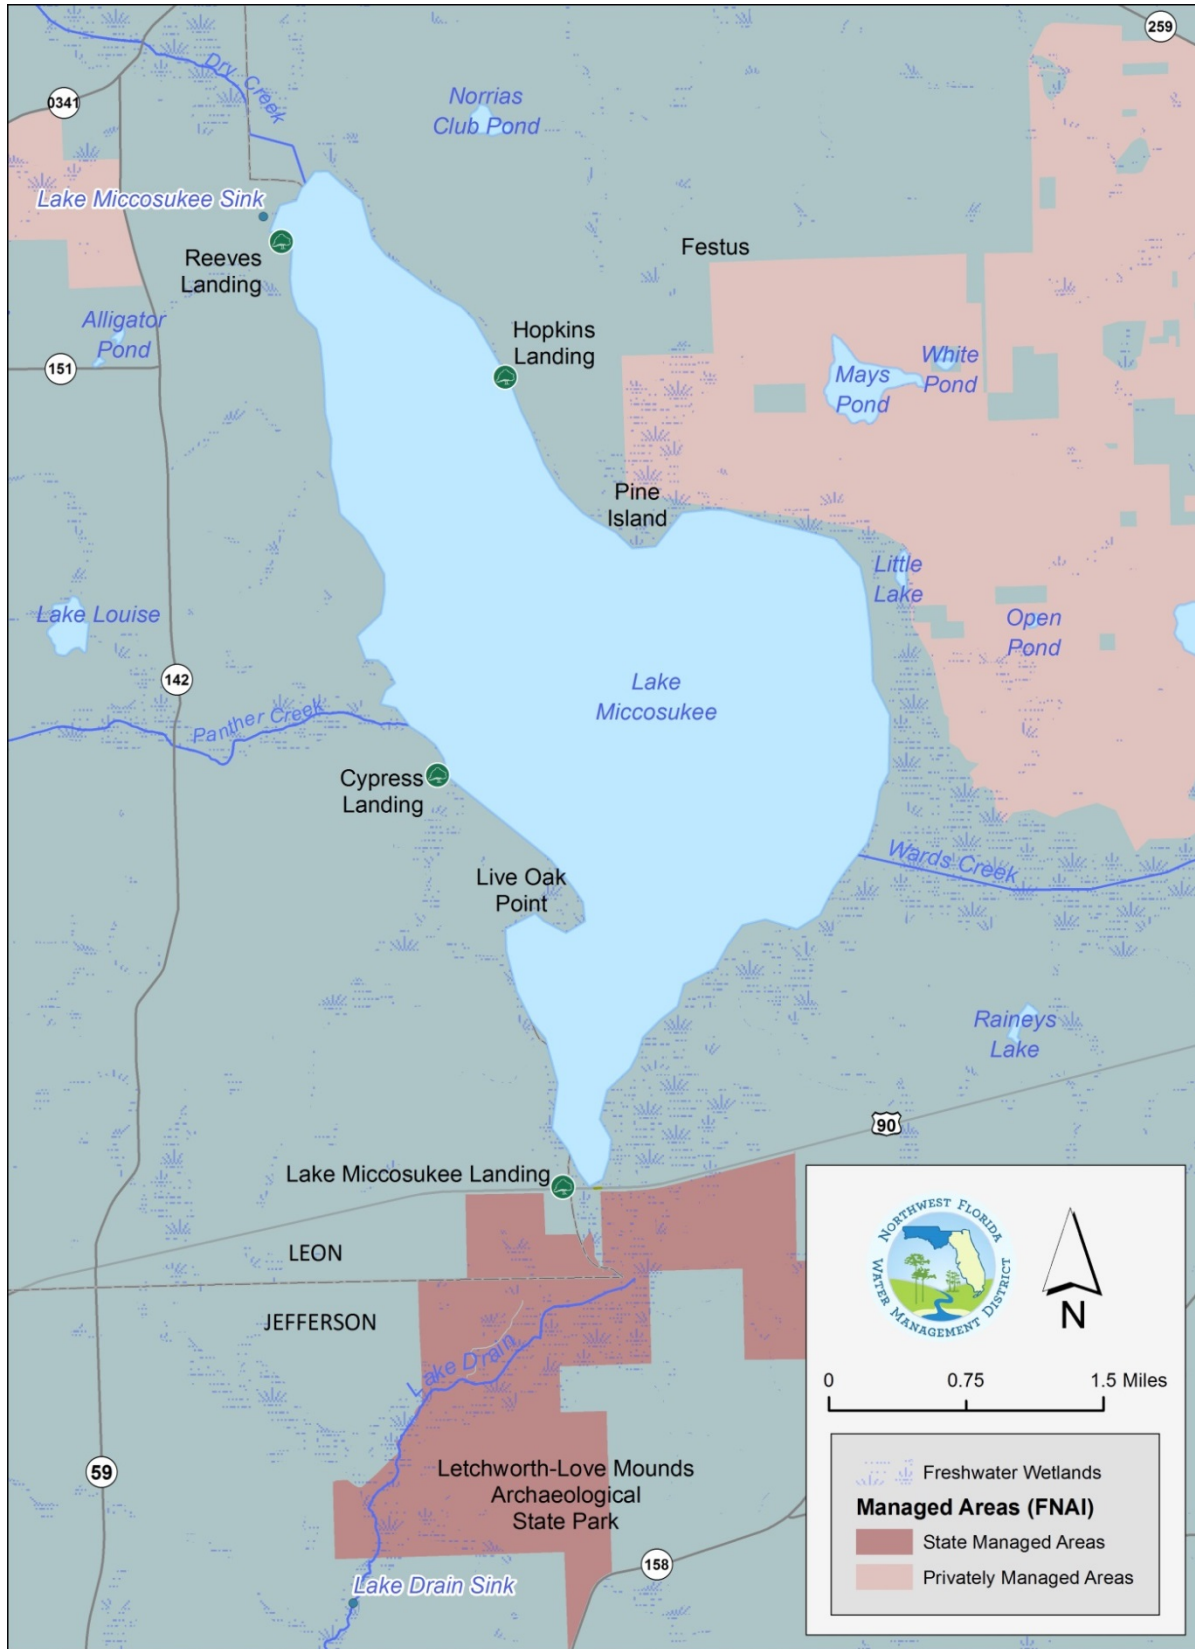 259
Dry Creek
0341
Norrias
Club Pond
Lake Miccosukee Sink
Reeves
Landing
Festus
Alligator
Pond
151
Hopkins
Landing
White
Pond
Mays
Pond
Pine
Island
Little
Lake
Open
Pond
Lake Louise
142
Lake
Miccosukee
Panther Creek
Cypress
Landing
Wards Creek
Live Oak
Point
Raineys
Lake
90
Lake Miccosukee Landing
LEON
JEFFERSON
Lake Drain
59
Letchworth-Love Mounds
Archaeological
State Park
158
Lake Drain Sink
NORTHWEST FLORIDA
WATER MANAGEMENT DISTRICT
N
0 0.75 1.5 Miles
Freshwater Wetlands
Managed Areas (FNAI)
State Managed Areas
Privately Managed Areas